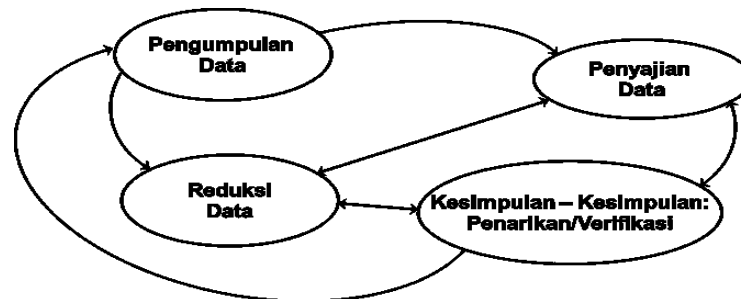 Pengumpulan
Data
Penyajian
Data
Reduksi
Data
Kesimpulan – Kesimpulan:
Penarikan/Verifikasi